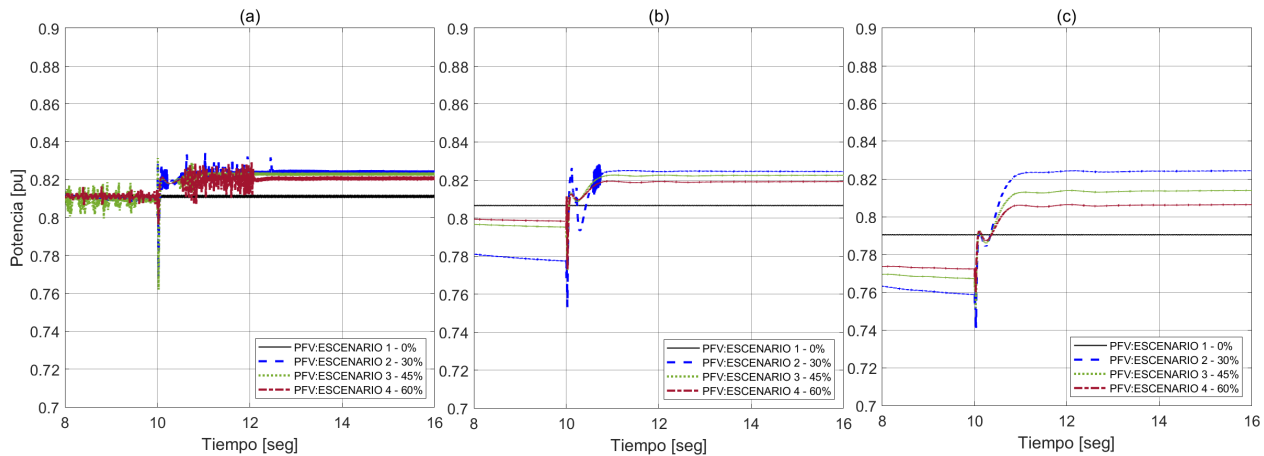 (a)
0.9
0.88
0.86
0.84
0.82
0.8
0.78
0.76
0.74
0.72
0.7
Potencia [pu]
8
10
12
14
16
Tiempo [seg]
PFV:ESCENARIO 1 - 0%
PFV:ESCENARIO 2 - 30%
PFV:ESCENARIO 3 - 45%
PFV:ESCENARIO 4 - 60%
(b)
0.9
0.88
0.86
0.84
0.82
0.8
0.78
0.76
0.74
0.72
0.7
8
10
12
14
16
Tiempo [seg]
PFV:ESCENARIO 1 - 0%
PFV:ESCENARIO 2 - 30%
PFV:ESCENARIO 3 - 45%
PFV:ESCENARIO 4 - 60%
(c)
0.9
0.88
0.86
0.84
0.82
0.8
0.78
0.76
0.74
0.72
0.7
8
10
12
14
16
Tiempo [seg]
PFV:ESCENARIO 1 - 0%
PFV:ESCENARIO 2 - 30%
PFV:ESCENARIO 3 - 45%
PFV:ESCENARIO 4 - 60%